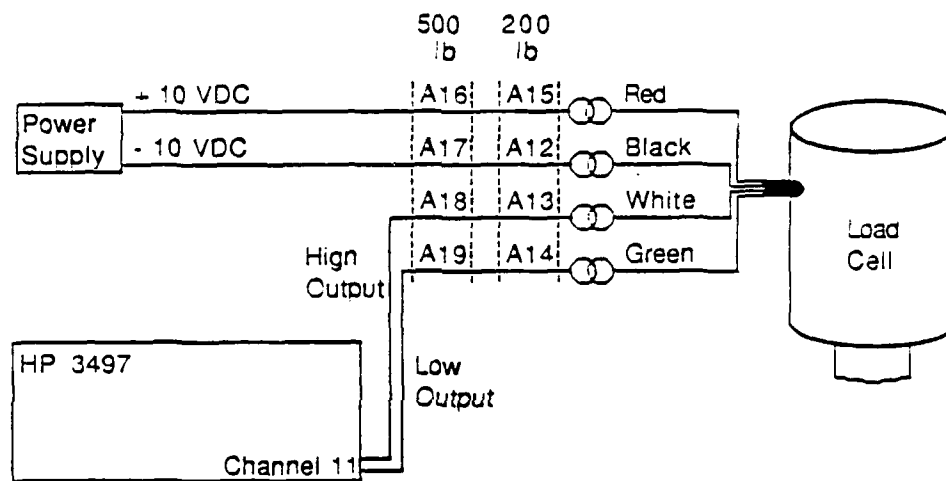 500 lb
200 lb
Power Supply
+ 10 VDC
A16
A15
Red
- 10 VDC
A17
A12
Black
A18
A13
White
A19
A14
Green
Hign Output
Low Output
Load Cell
HP 3497
Channel 11